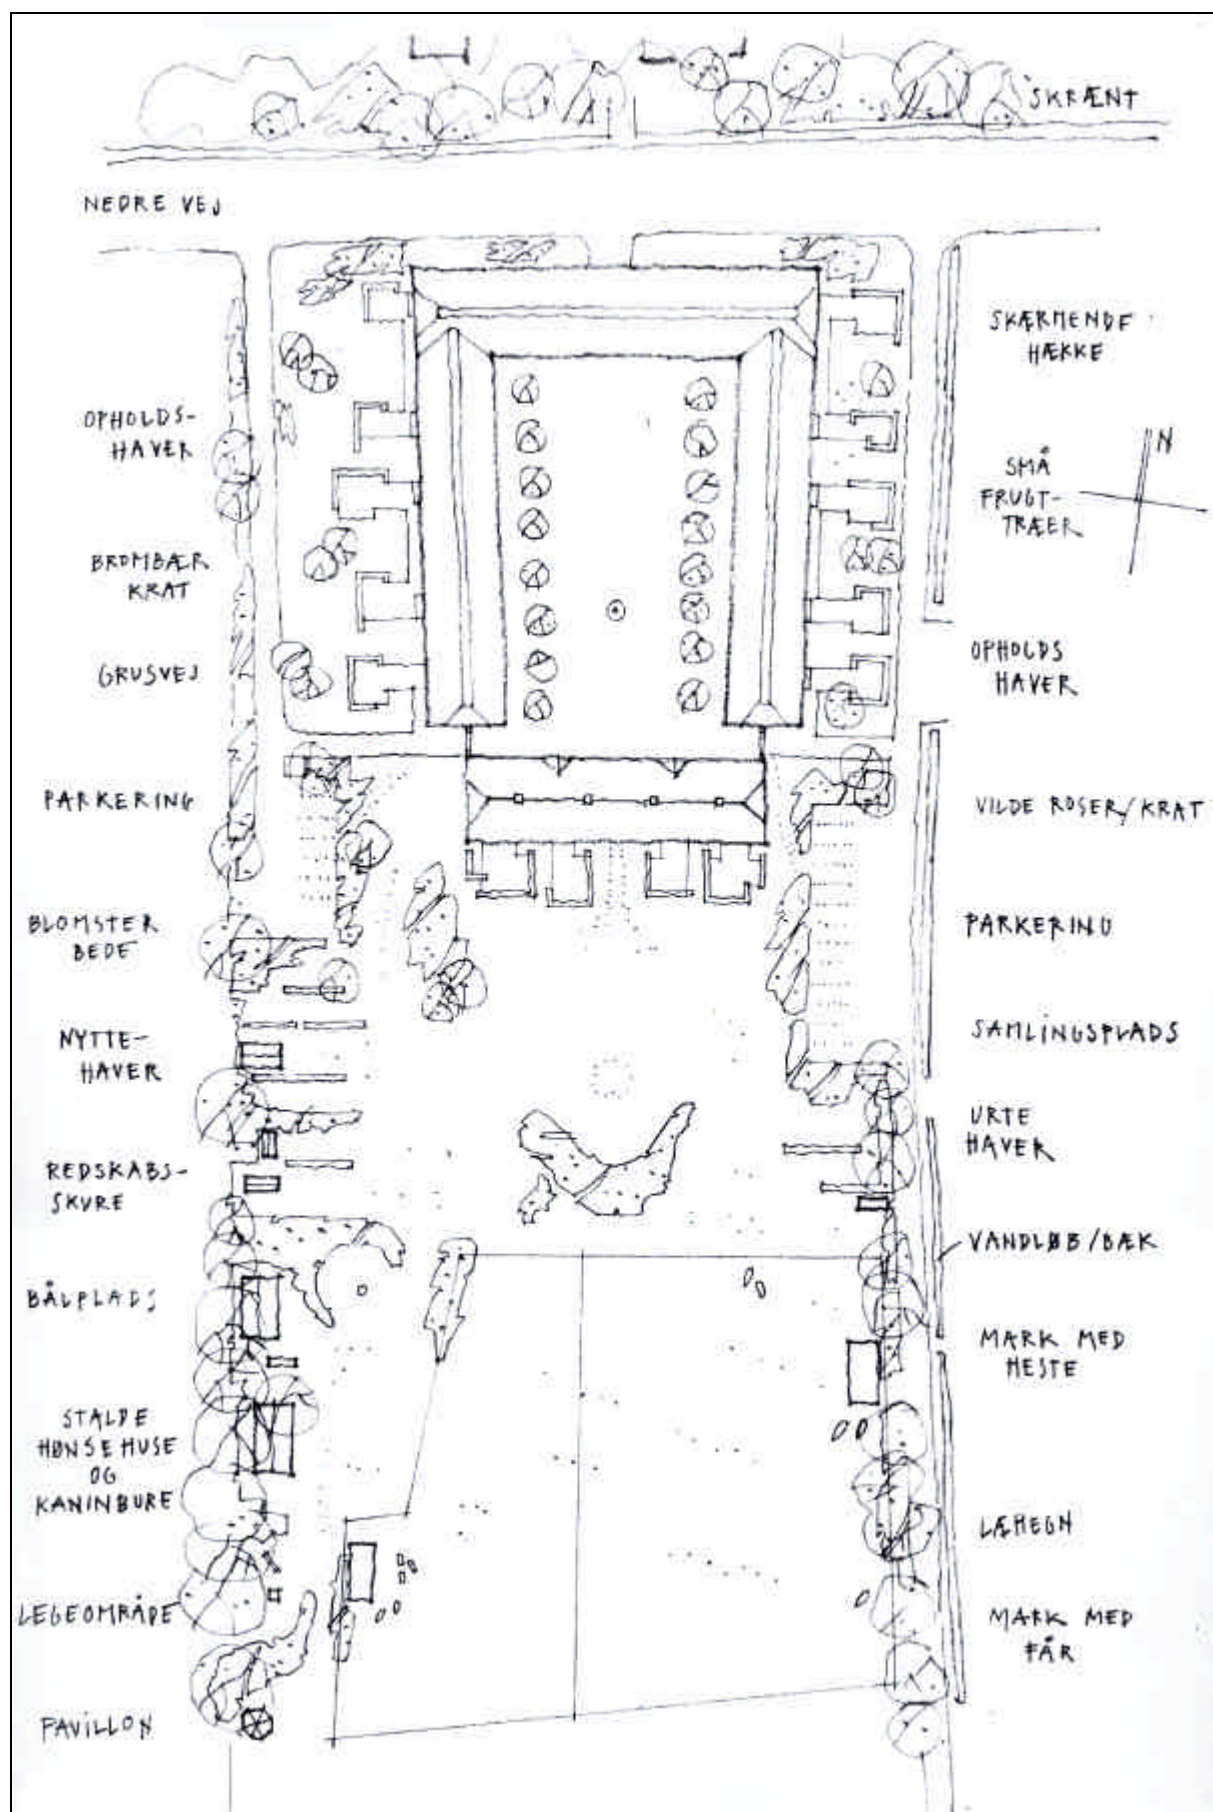 SKRÆNT
NEDRE VEJ
OPHOLDS-
HAVER
BROMBÆR
KRAT
GRUSVEJ
PARKERING
BLOMSTER
BEDE
NYTTE-
HAVER
REDSKABS-
SKURE
BÅLPLADS
STALDE
HØNSEHUSE
OG
KANINBURE
LEGEOMRÅDE
PAVILLON
SKÆRMENDE
HÆKKE
N
SMÅ
FRUGT-
TRÆER
OPHOLDS
HAVER
VILDE ROSER/KRAT
PARKERING
SAMLINGSPLADS
URTE
HAVER
VANDLØB/BÆK
MARK MED
HESTE
LÆHEGN
MARK MED
FÅR